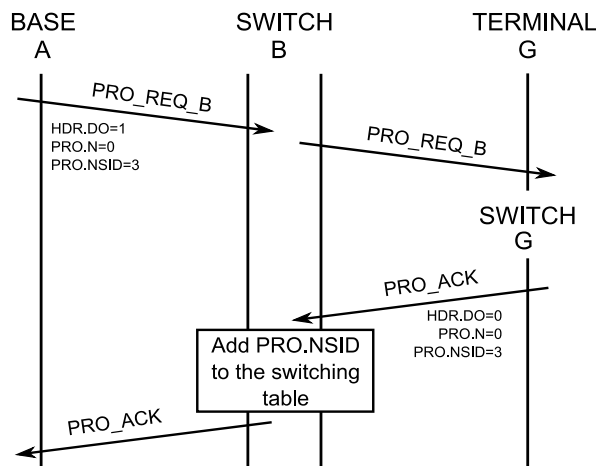 BASE
A
SWITCH
B
TERMINAL
G
PRO_REQ_B
HDR.DO=1
PRO.N=0
PRO.NSID=3
PRO_REQ_B
SWITCH
G
PRO_ACK
HDR.DO=0
PRO.N=0
PRO.NSID=3
Add PRO.NSID
to the switching
table
PRO_ACK